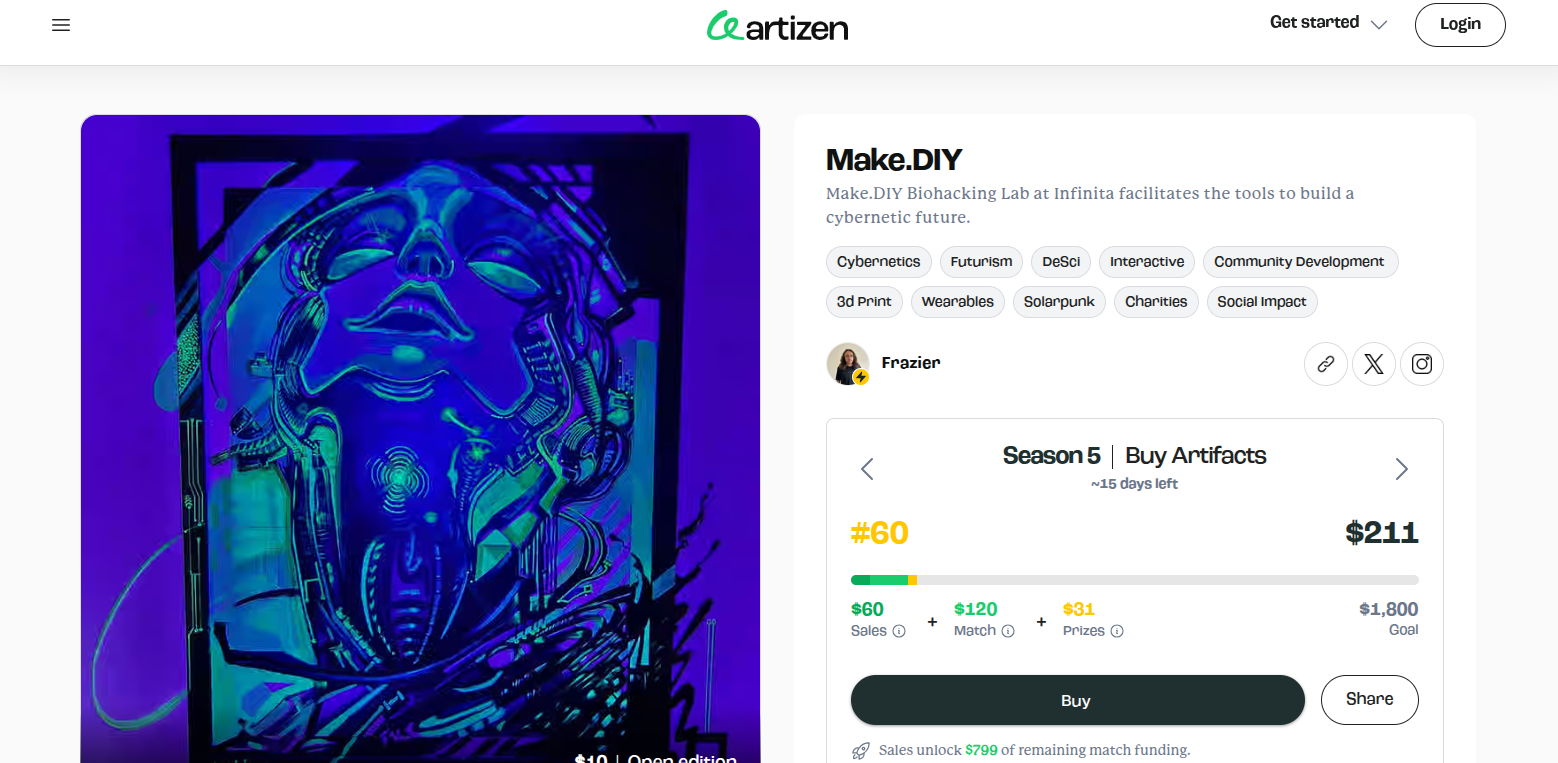 artizen
Get started
Login
Make.DIY
Make.DIY Biohacking Lab at Infinita facilitates the tools to build a
cybernetic future.
Cybernetics Futurism DeSci Interactive Community Development
3d Print Wearables Solarpunk Charities Social Impact
Frazier
Season 5 | Buy Artifacts
~15 days left
#60 $211
$60 + $120 + $31 $1,800
Sales Match Prizes Goal
Buy Share
Sales unlock $799 of remaining match funding.
$10 | Open edition